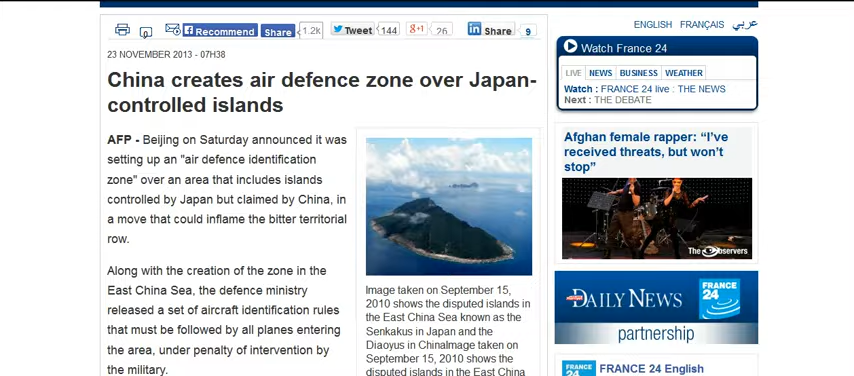 ENGLISH FRANÇAIS عربي
0 Recommend Share 1.2k Tweet 144 g+1 26 in Share 9
23 NOVEMBER 2013 - 07H38
China creates air defence zone over Japan-
controlled islands
AFP - Beijing on Saturday announced it was
setting up an "air defence identification
zone" over an area that includes islands
controlled by Japan but claimed by China, in
a move that could inflame the bitter territorial
row.
Along with the creation of the zone in the
East China Sea, the defence ministry
released a set of aircraft identification rules
that must be followed by all planes entering
the area, under penalty of intervention by
the military.
Image taken on September 15,
2010 shows the disputed islands in
the East China Sea known as the
Senkakus in Japan and the
Diaoyus in ChinaImage taken on
September 15, 2010 shows the
disputed islands in the East China
Watch France 24
LIVE NEWS BUSINESS WEATHER
Watch : FRANCE 24 live : THE NEWS
Next : THE DEBATE
Afghan female rapper: “I’ve
received threats, but won’t
stop”
The Observers
DAILY NEWS FRANCE 24
partnership
FRANCE 24 FRANCE 24 English